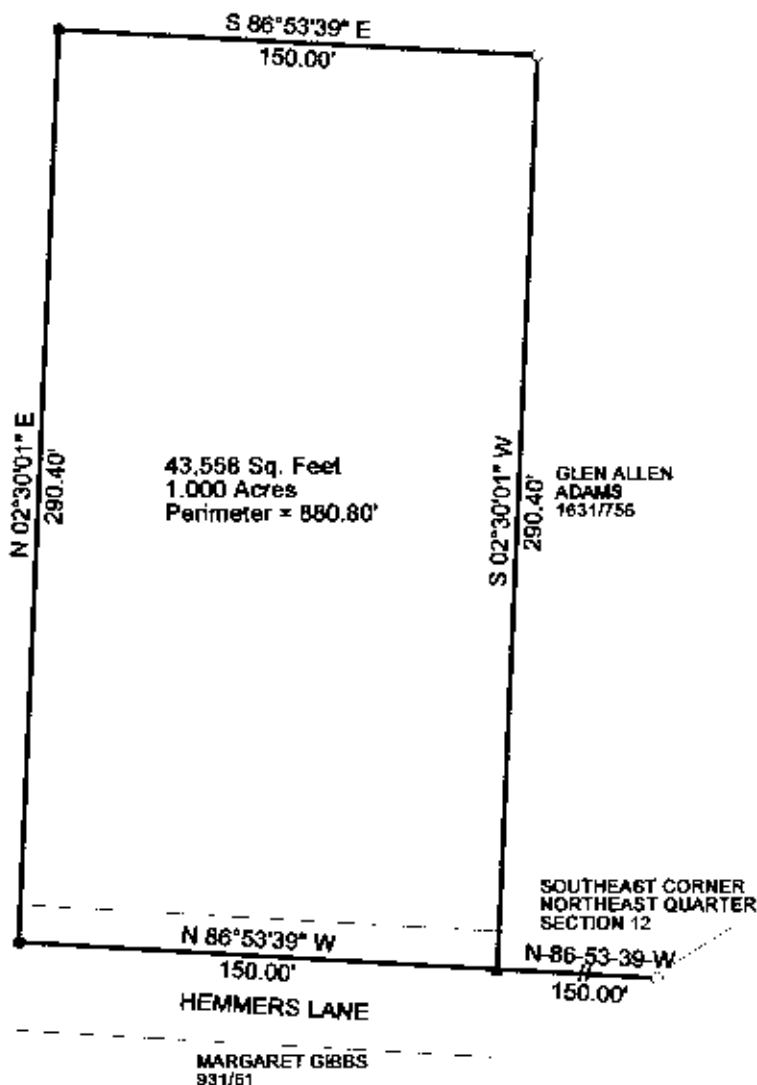 S 86°53'39" E
150.00'
N 02°30'01" E
290.40'
43,558 Sq. Feet
1.000 Acres
Perimeter = 880.80'
S 02°30'01" W
290.40'
GLEN ALLEN
ADAMS
1631/756
SOUTHEAST CORNER
NORTHEAST QUARTER
SECTION 12
N 86°53'39" W
150.00'
N-86-53-39-W
150.00'
HEMMERS LANE
MARGARET GIBBS
931/51